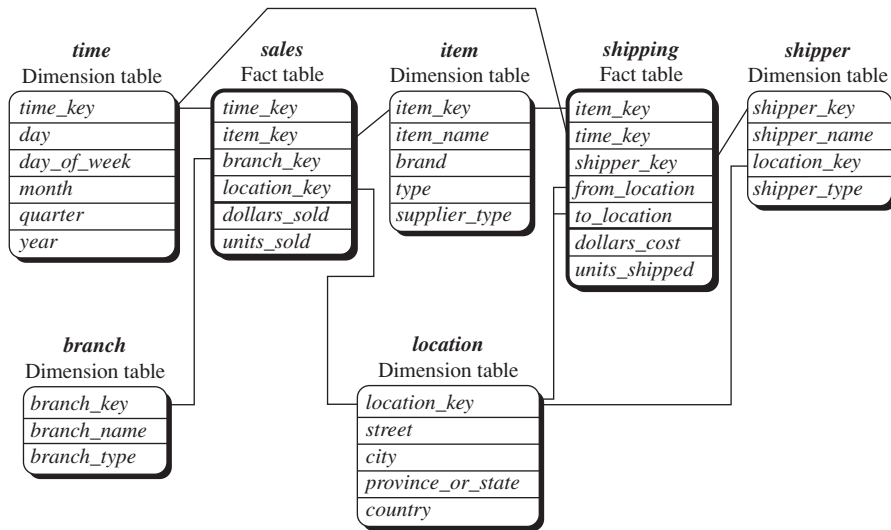 time
Dimension table
time_key
day
day_of_week
month
quarter
year
sales
Fact table
time_key
item_key
branch_key
location_key
dollars_sold
units_sold
item
Dimension table
item_key
item_name
brand
type
supplier_type
shipping
Fact table
item_key
time_key
shipper_key
from_location
to_location
dollars_cost
units_shipped
shipper
Dimension table
shipper_key
shipper_name
location_key
shipper_type
branch
Dimension table
branch_key
branch_name
branch_type
location
Dimension table
location_key
street
city
province_or_state
country